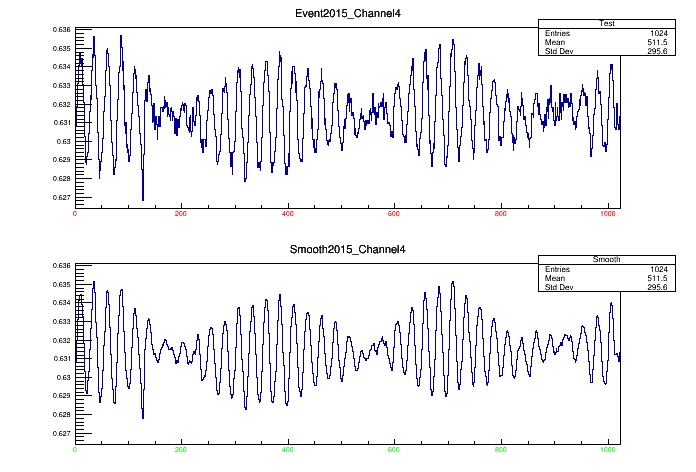 Event2015_Channel4
Test
Entries 1024
Mean 511.5
Std Dev 295.6
0.636
0.635
0.634
0.633
0.632
0.631
0.63
0.629
0.628
0.627
0 200 400 600 800 1000
Smooth2015_Channel4
Smooth
Entries 1024
Mean 511.5
Std Dev 295.6
0.636
0.635
0.634
0.633
0.632
0.631
0.63
0.629
0.628
0.627
0 200 400 600 800 1000